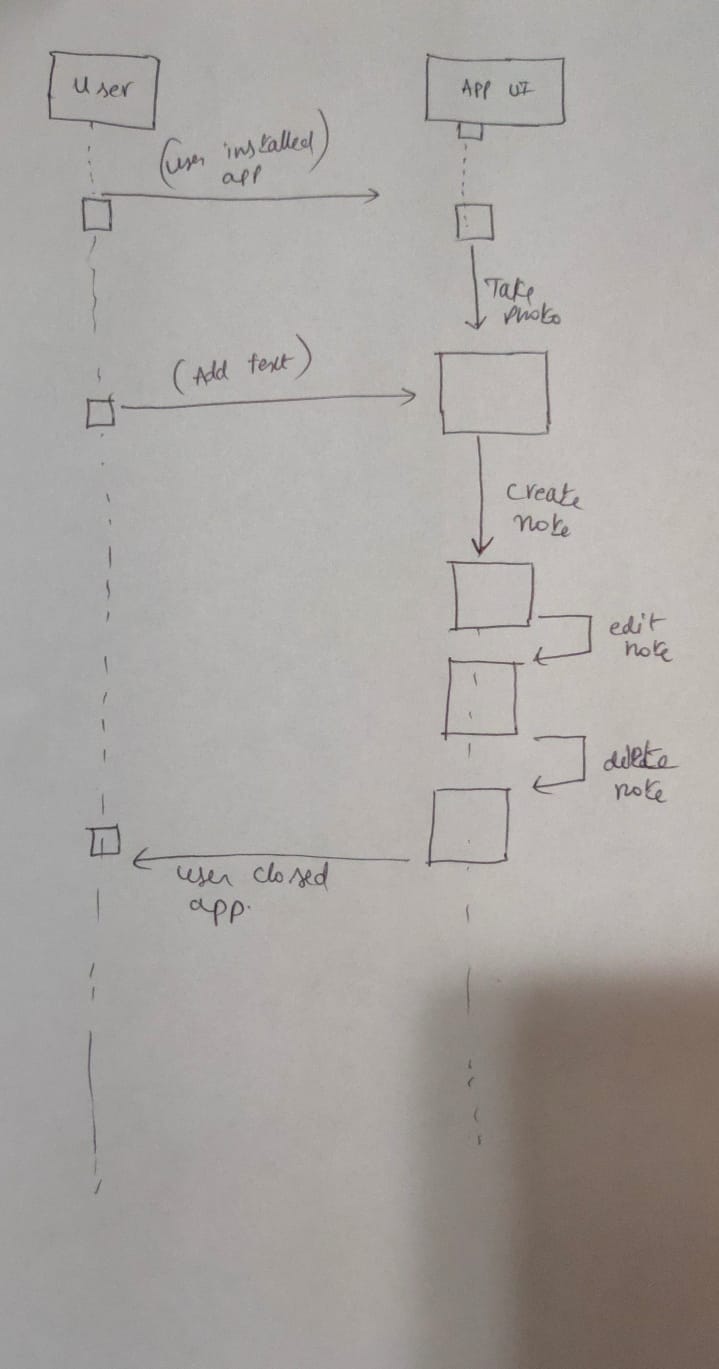 User
APP UI
(user installed)
app
Take
photo
(Add text)
create
note
edit
note
delete
note
user closed
app.